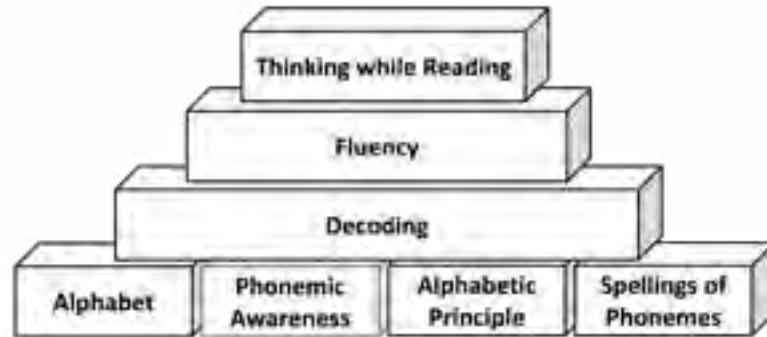 Thinking while Reading
Fluency
Decoding
Alphabet
Phonemic
Awareness
Alphabetic
Principle
Spellings of
Phonemes